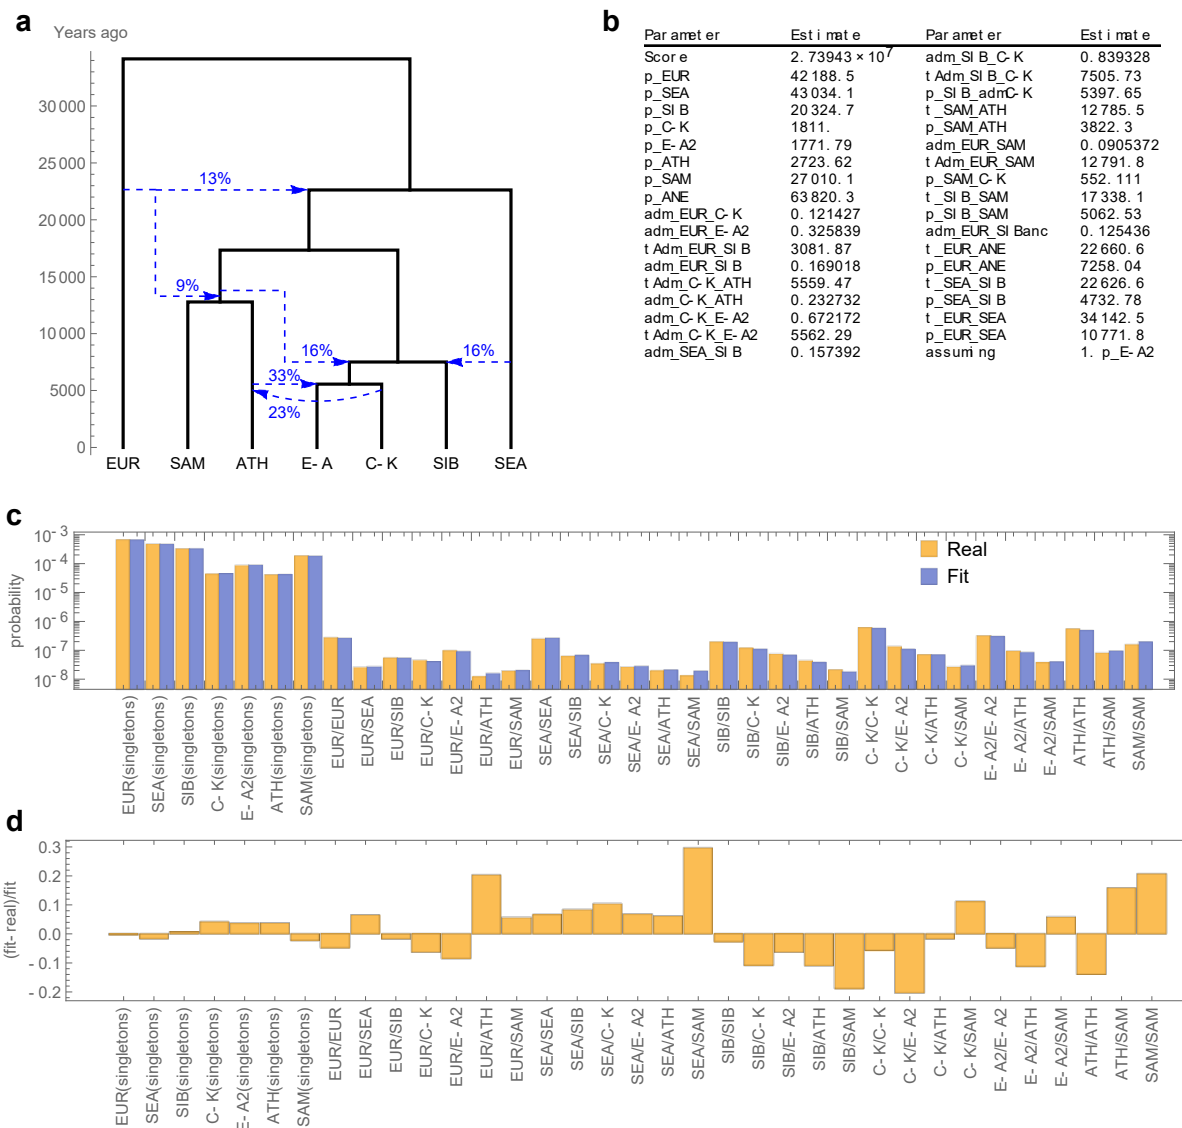 a
Years ago
30000
25000
20000
15000
10000
5000
0
13%
9%
16%
16%
33%
23%
EUR SAM ATH E-A C-K SIB SEA
b
Parameter Estimate Parameter Estimate
Score 2.73943 × 10^7 adm_SIB_C-K 0.839328
p_EUR 42188.5 tAdm_SIB_C-K 7505.73
p_SEA 43034.1 p_SIB_admC-K 5397.65
p_SIB 20324.7 t_SAM_ATH 12785.5
p_C-K 1811. p_SAM_ATH 3822.3
p_E-A2 1771.79 adm_EUR_SAM 0.0905372
p_ATH 2723.62 tAdm_EUR_SAM 12791.8
p_SAM 27010.1 p_SAM_C-K 552.111
p_ANE 63820.3 t_SIB_SAM 17338.1
adm_EUR_C-K 0.121427 p_SIB_SAM 5062.53
adm_EUR_E-A2 0.325839 adm_EUR_SIBanc 0.125436
tAdm_EUR_SIB 3081.87 t_EUR_ANE 22660.6
adm_EUR_SIB 0.169018 p_EUR_ANE 7258.04
tAdm_C-K_ATH 5559.47 t_SEA_SIB 22626.6
adm_C-K_ATH 0.232732 p_SEA_SIB 4732.78
adm_C-K_E-A2 0.672172 t_EUR_SEA 34142.5
tAdm_C-K_E-A2 5562.29 p_EUR_SEA 10771.8
adm_SEA_SIB 0.157392 assuming 1. p_E-A2
c
probability
10^-3
10^-4
10^-5
10^-6
10^-7
10^-8
Real
Fit
EUR(singletons)
SEA(singletons)
SIB(singletons)
C-K(singletons)
E-A2(singletons)
ATH(singletons)
SAM(singletons)
EUR/EUR
EUR/SEA
EUR/SIB
EUR/C-K
EUR/E-A2
EUR/ATH
EUR/SAM
SEA/SEA
SEA/SIB
SEA/C-K
SEA/E-A2
SEA/ATH
SEA/SAM
SIB/SIB
SIB/C-K
SIB/E-A2
SIB/ATH
SIB/SAM
C-K/C-K
C-K/E-A2
C-K/ATH
C-K/SAM
E-A2/E-A2
E-A2/ATH
E-A2/SAM
ATH/ATH
ATH/SAM
SAM/SAM
d
(fit-real)/fit
0.3
0.2
0.1
0.0
-0.1
-0.2
EUR(singletons)
SEA(singletons)
SIB(singletons)
C-K(singletons)
E-A2(singletons)
ATH(singletons)
SAM(singletons)
EUR/EUR
EUR/SEA
EUR/SIB
EUR/C-K
EUR/E-A2
EUR/ATH
EUR/SAM
SEA/SEA
SEA/SIB
SEA/C-K
SEA/E-A2
SEA/ATH
SEA/SAM
SIB/SIB
SIB/C-K
SIB/E-A2
SIB/ATH
SIB/SAM
C-K/C-K
C-K/E-A2
C-K/ATH
C-K/SAM
E-A2/E-A2
E-A2/ATH
E-A2/SAM
ATH/ATH
ATH/SAM
SAM/SAM